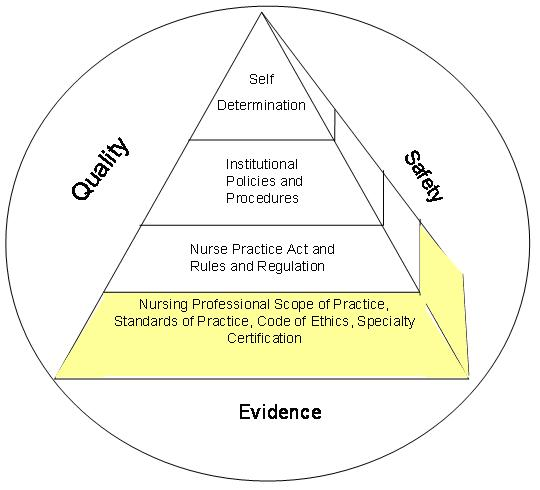 Self
Determination
Quality
Safety
Institutional
Policies and
Procedures
Nurse Practice Act and
Rules and Regulation
Nursing Professional Scope of Practice,
Standards of Practice, Code of Ethics, Specialty
Certification
Evidence